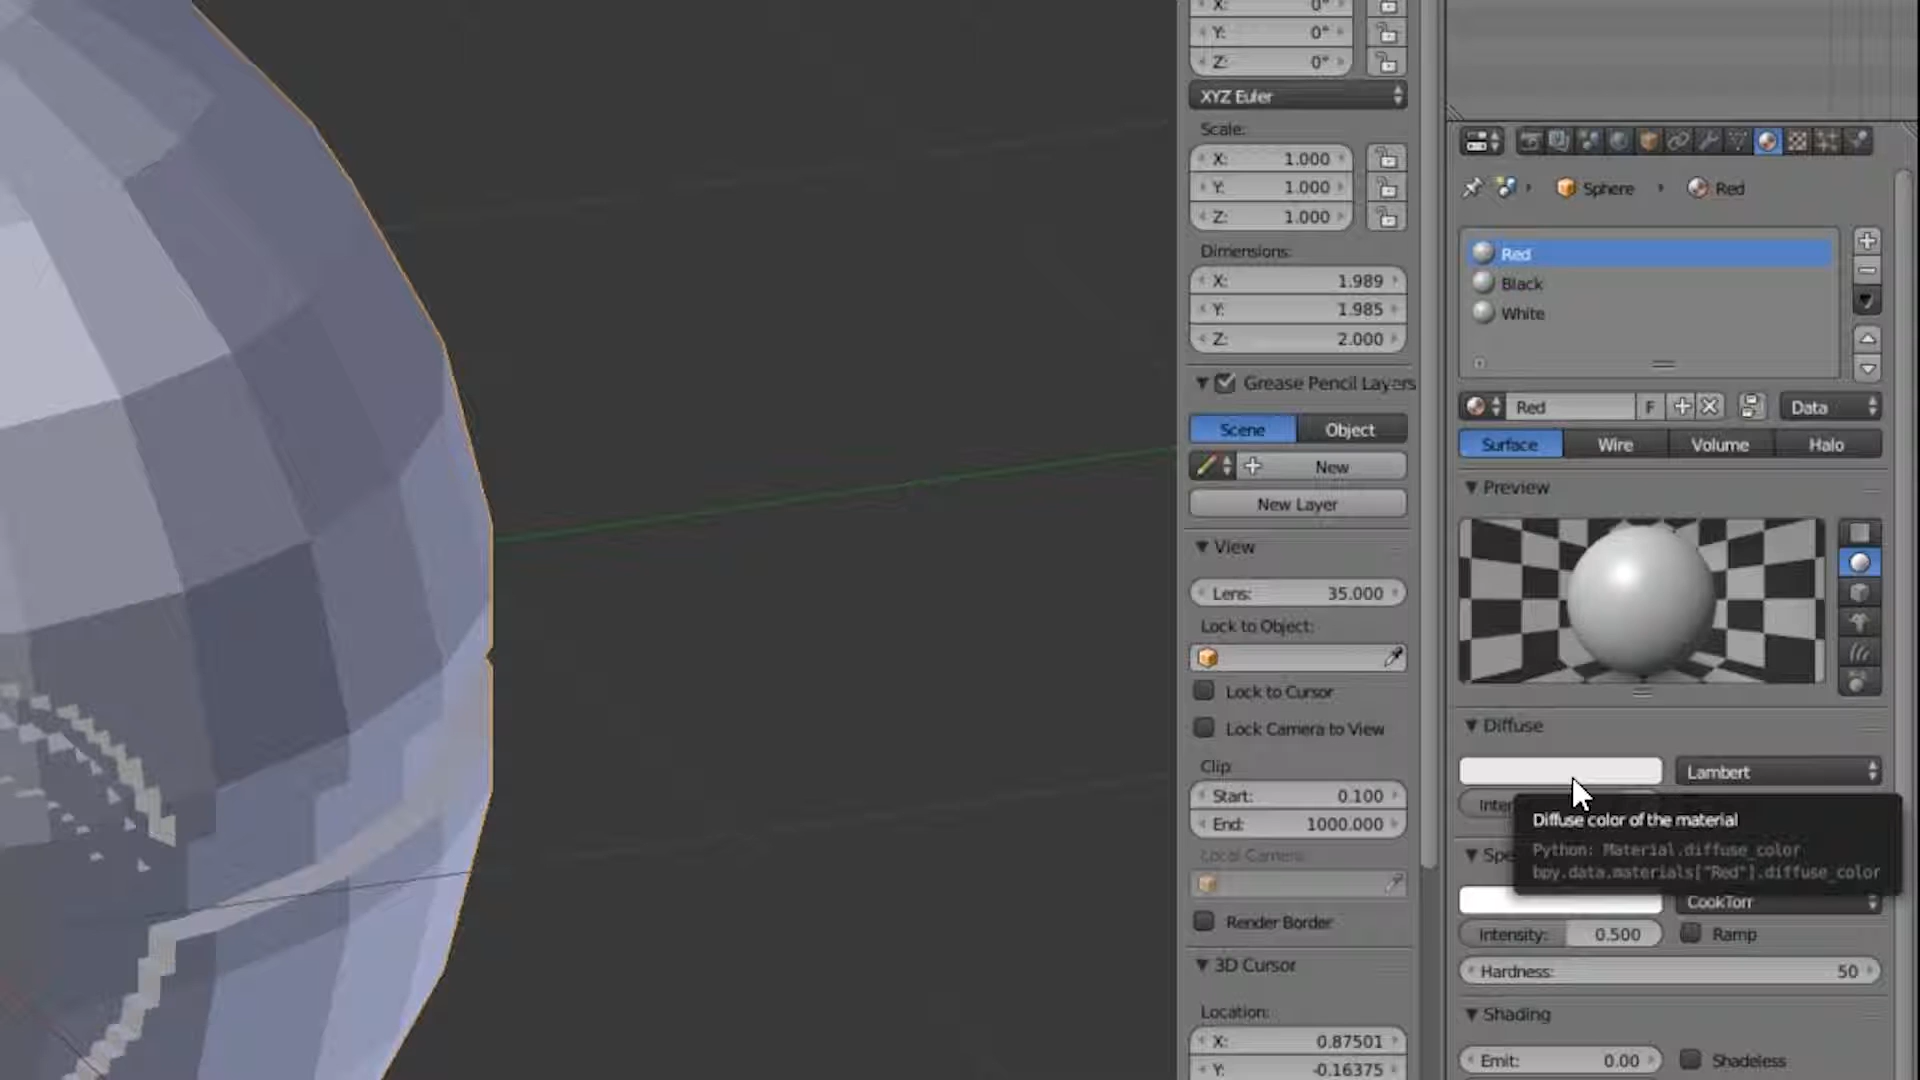 X: 0°
Y: 0°
Z: 0°
XYZ Euler
Scale:
X: 1.000
Y: 1.000
Z: 1.000
Dimensions:
X: 1.989
Y: 1.985
Z: 2.000
Grease Pencil Layers
Scene Object
New
New Layer
View
Lens: 35.000
Lock to Object:
Lock to Cursor
Lock Camera to View
Clip:
Start: 0.100
End: 1000.000
Local Camera:
Render Border
3D Cursor
Location:
X: 0.87501
Y: -0.16375
Sphere Red
Red
Black
White
Red F Data
Surface Wire Volume Halo
Preview
Diffuse
Lambert
Diffuse color of the material
Python: Material.diffuse_color
bpy.data.materials["Red"].diffuse_color
CookTorr
Intensity: 0.500 Ramp
Hardness: 50
Shading
Emit: 0.00 Shadeless